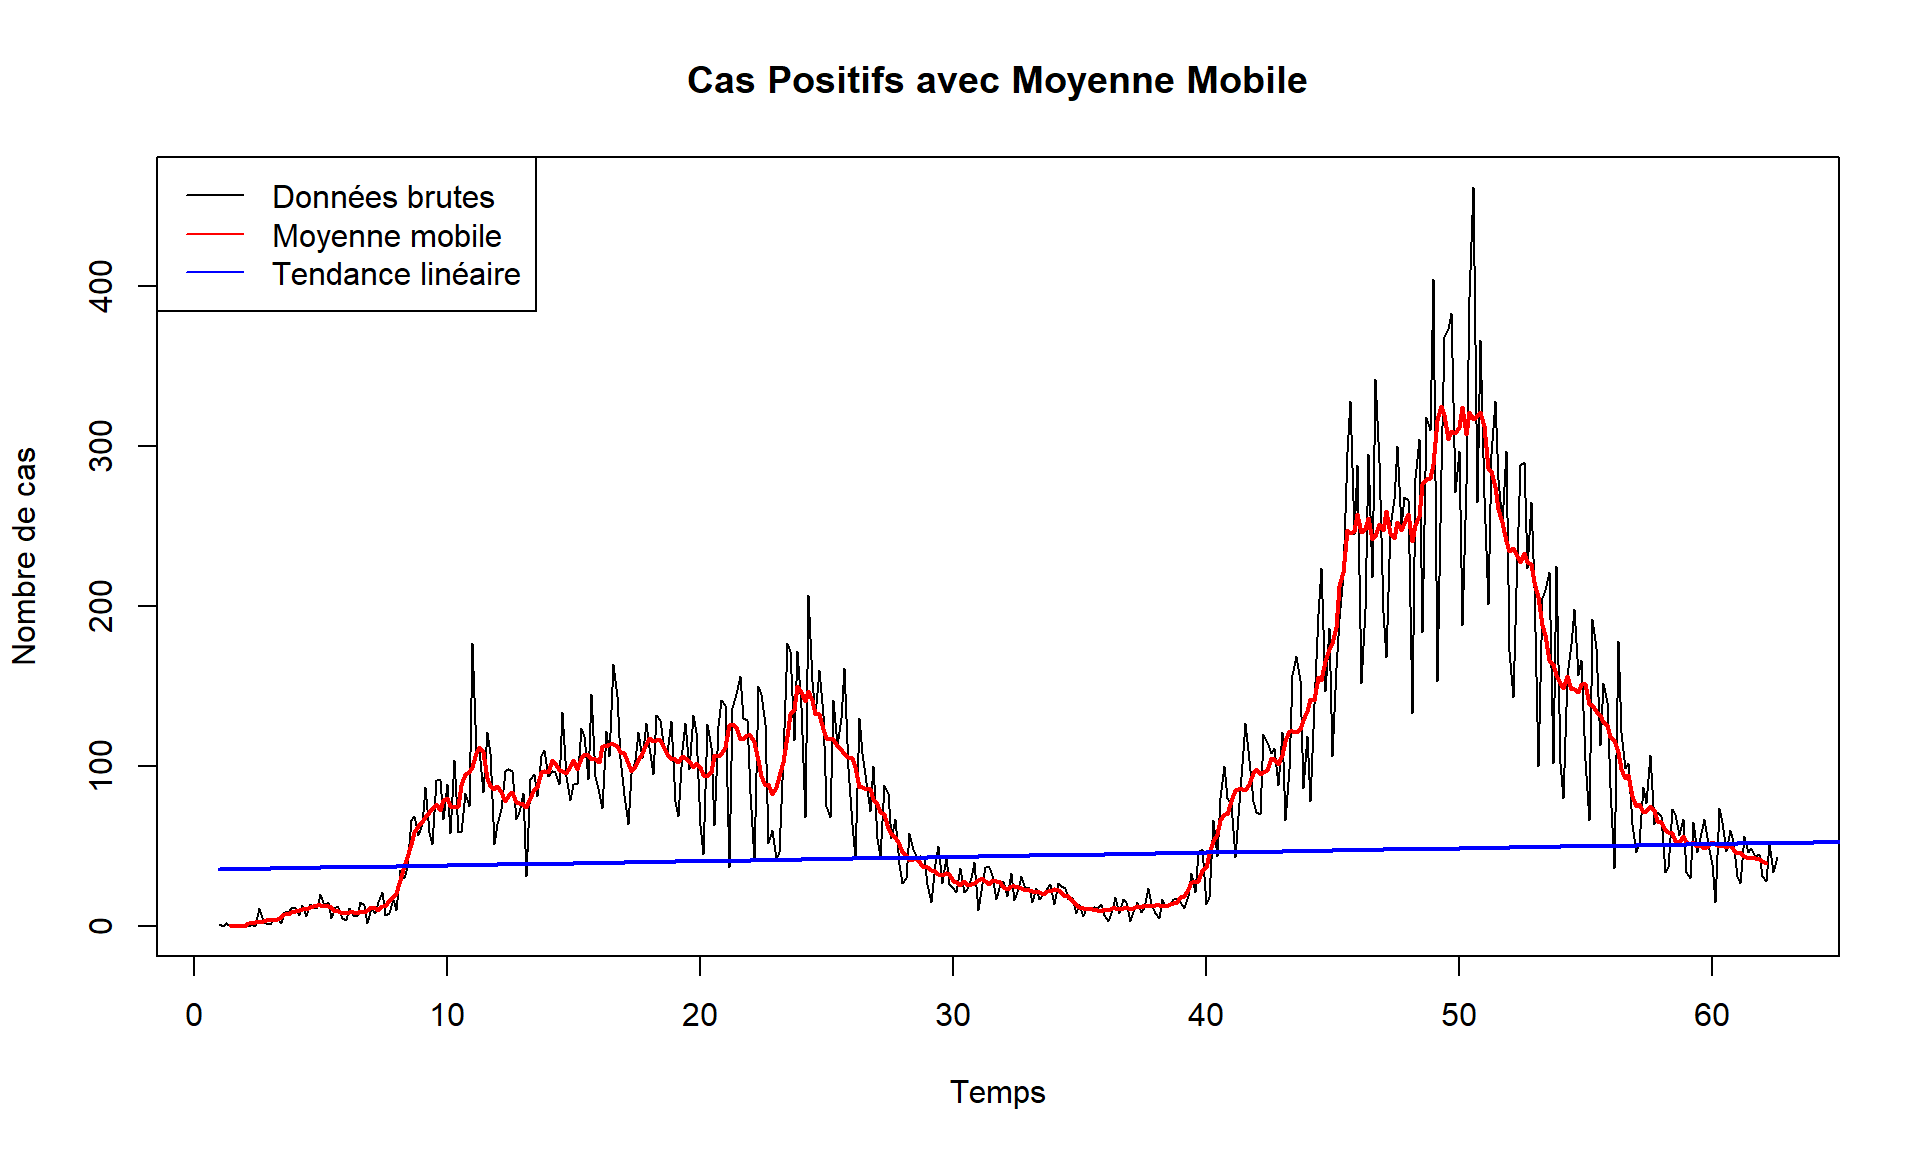 Cas Positifs avec Moyenne Mobile
Données brutes
Moyenne mobile
Tendance linéaire
Nombre de cas
400
300
200
100
0
0 10 20 30 40 50 60
Temps